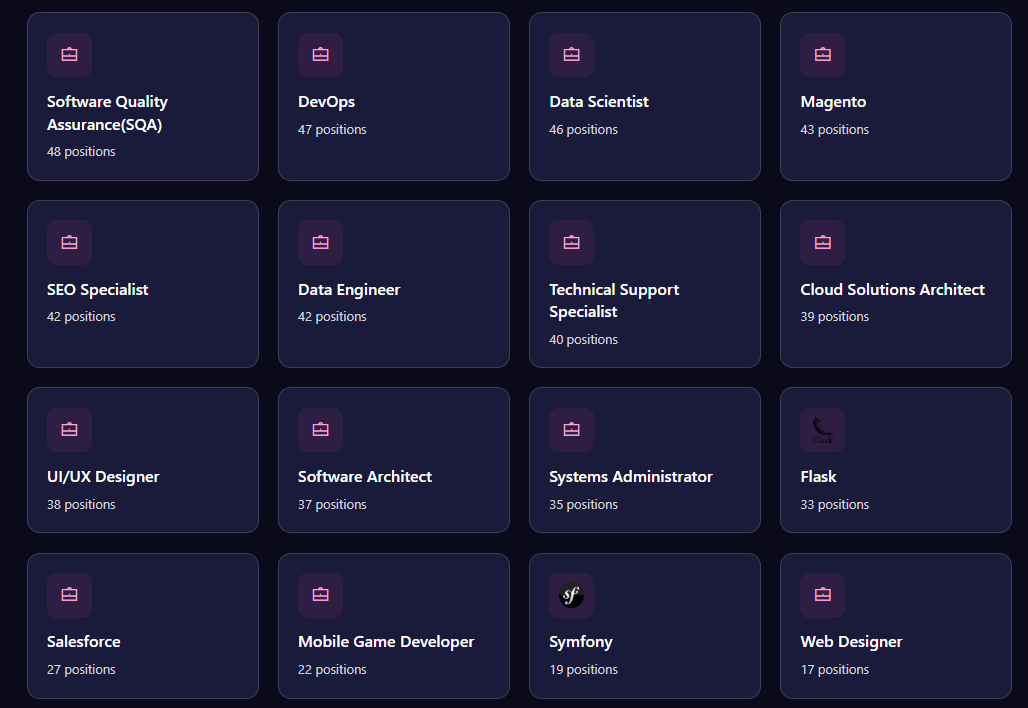 Software Quality
Assurance(SQA)
48 positions
DevOps
47 positions
Data Scientist
46 positions
Magento
43 positions
SEO Specialist
42 positions
Data Engineer
42 positions
Technical Support
Specialist
40 positions
Cloud Solutions Architect
39 positions
UI/UX Designer
38 positions
Software Architect
37 positions
Systems Administrator
35 positions
Flask
Flask
33 positions
Salesforce
27 positions
Mobile Game Developer
22 positions
sf
Symfony
19 positions
Web Designer
17 positions